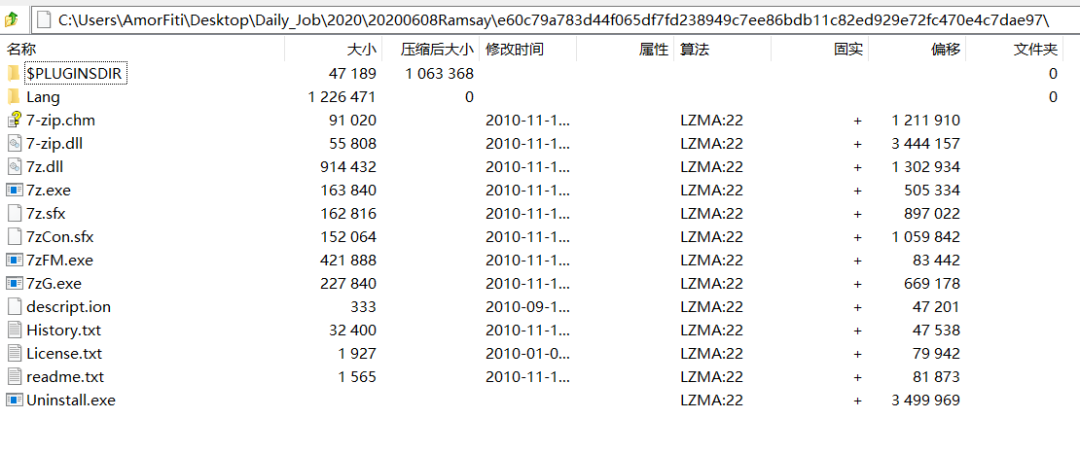 C:\Users\AmorFiti\Desktop\Daily_Job\2020\20200608Ramsay\e60c79a783d44f065df7fd238949c7ee86bdb11c82ed929e72fc470e4c7dae97\
名称 大小 压缩后大小 修改时间 属性 算法 固实 偏移 文件夹
$PLUGINSDIR 47 189 1 063 368 0
Lang 1 226 471 0 0
7-zip.chm 91 020 2010-11-1... LZMA:22 + 1 211 910
7-zip.dll 55 808 2010-11-1... LZMA:22 + 3 444 157
7z.dll 914 432 2010-11-1... LZMA:22 + 1 302 934
7z.exe 163 840 2010-11-1... LZMA:22 + 505 334
7z.sfx 162 816 2010-11-1... LZMA:22 + 897 022
7zCon.sfx 152 064 2010-11-1... LZMA:22 + 1 059 842
7zFM.exe 421 888 2010-11-1... LZMA:22 + 83 442
7zG.exe 227 840 2010-11-1... LZMA:22 + 669 178
descript.ion 333 2010-09-1... LZMA:22 + 47 201
History.txt 32 400 2010-11-1... LZMA:22 + 47 538
License.txt 1 927 2010-01-0... LZMA:22 + 79 942
readme.txt 1 565 2010-11-1... LZMA:22 + 81 873
Uninstall.exe LZMA:22 + 3 499 969